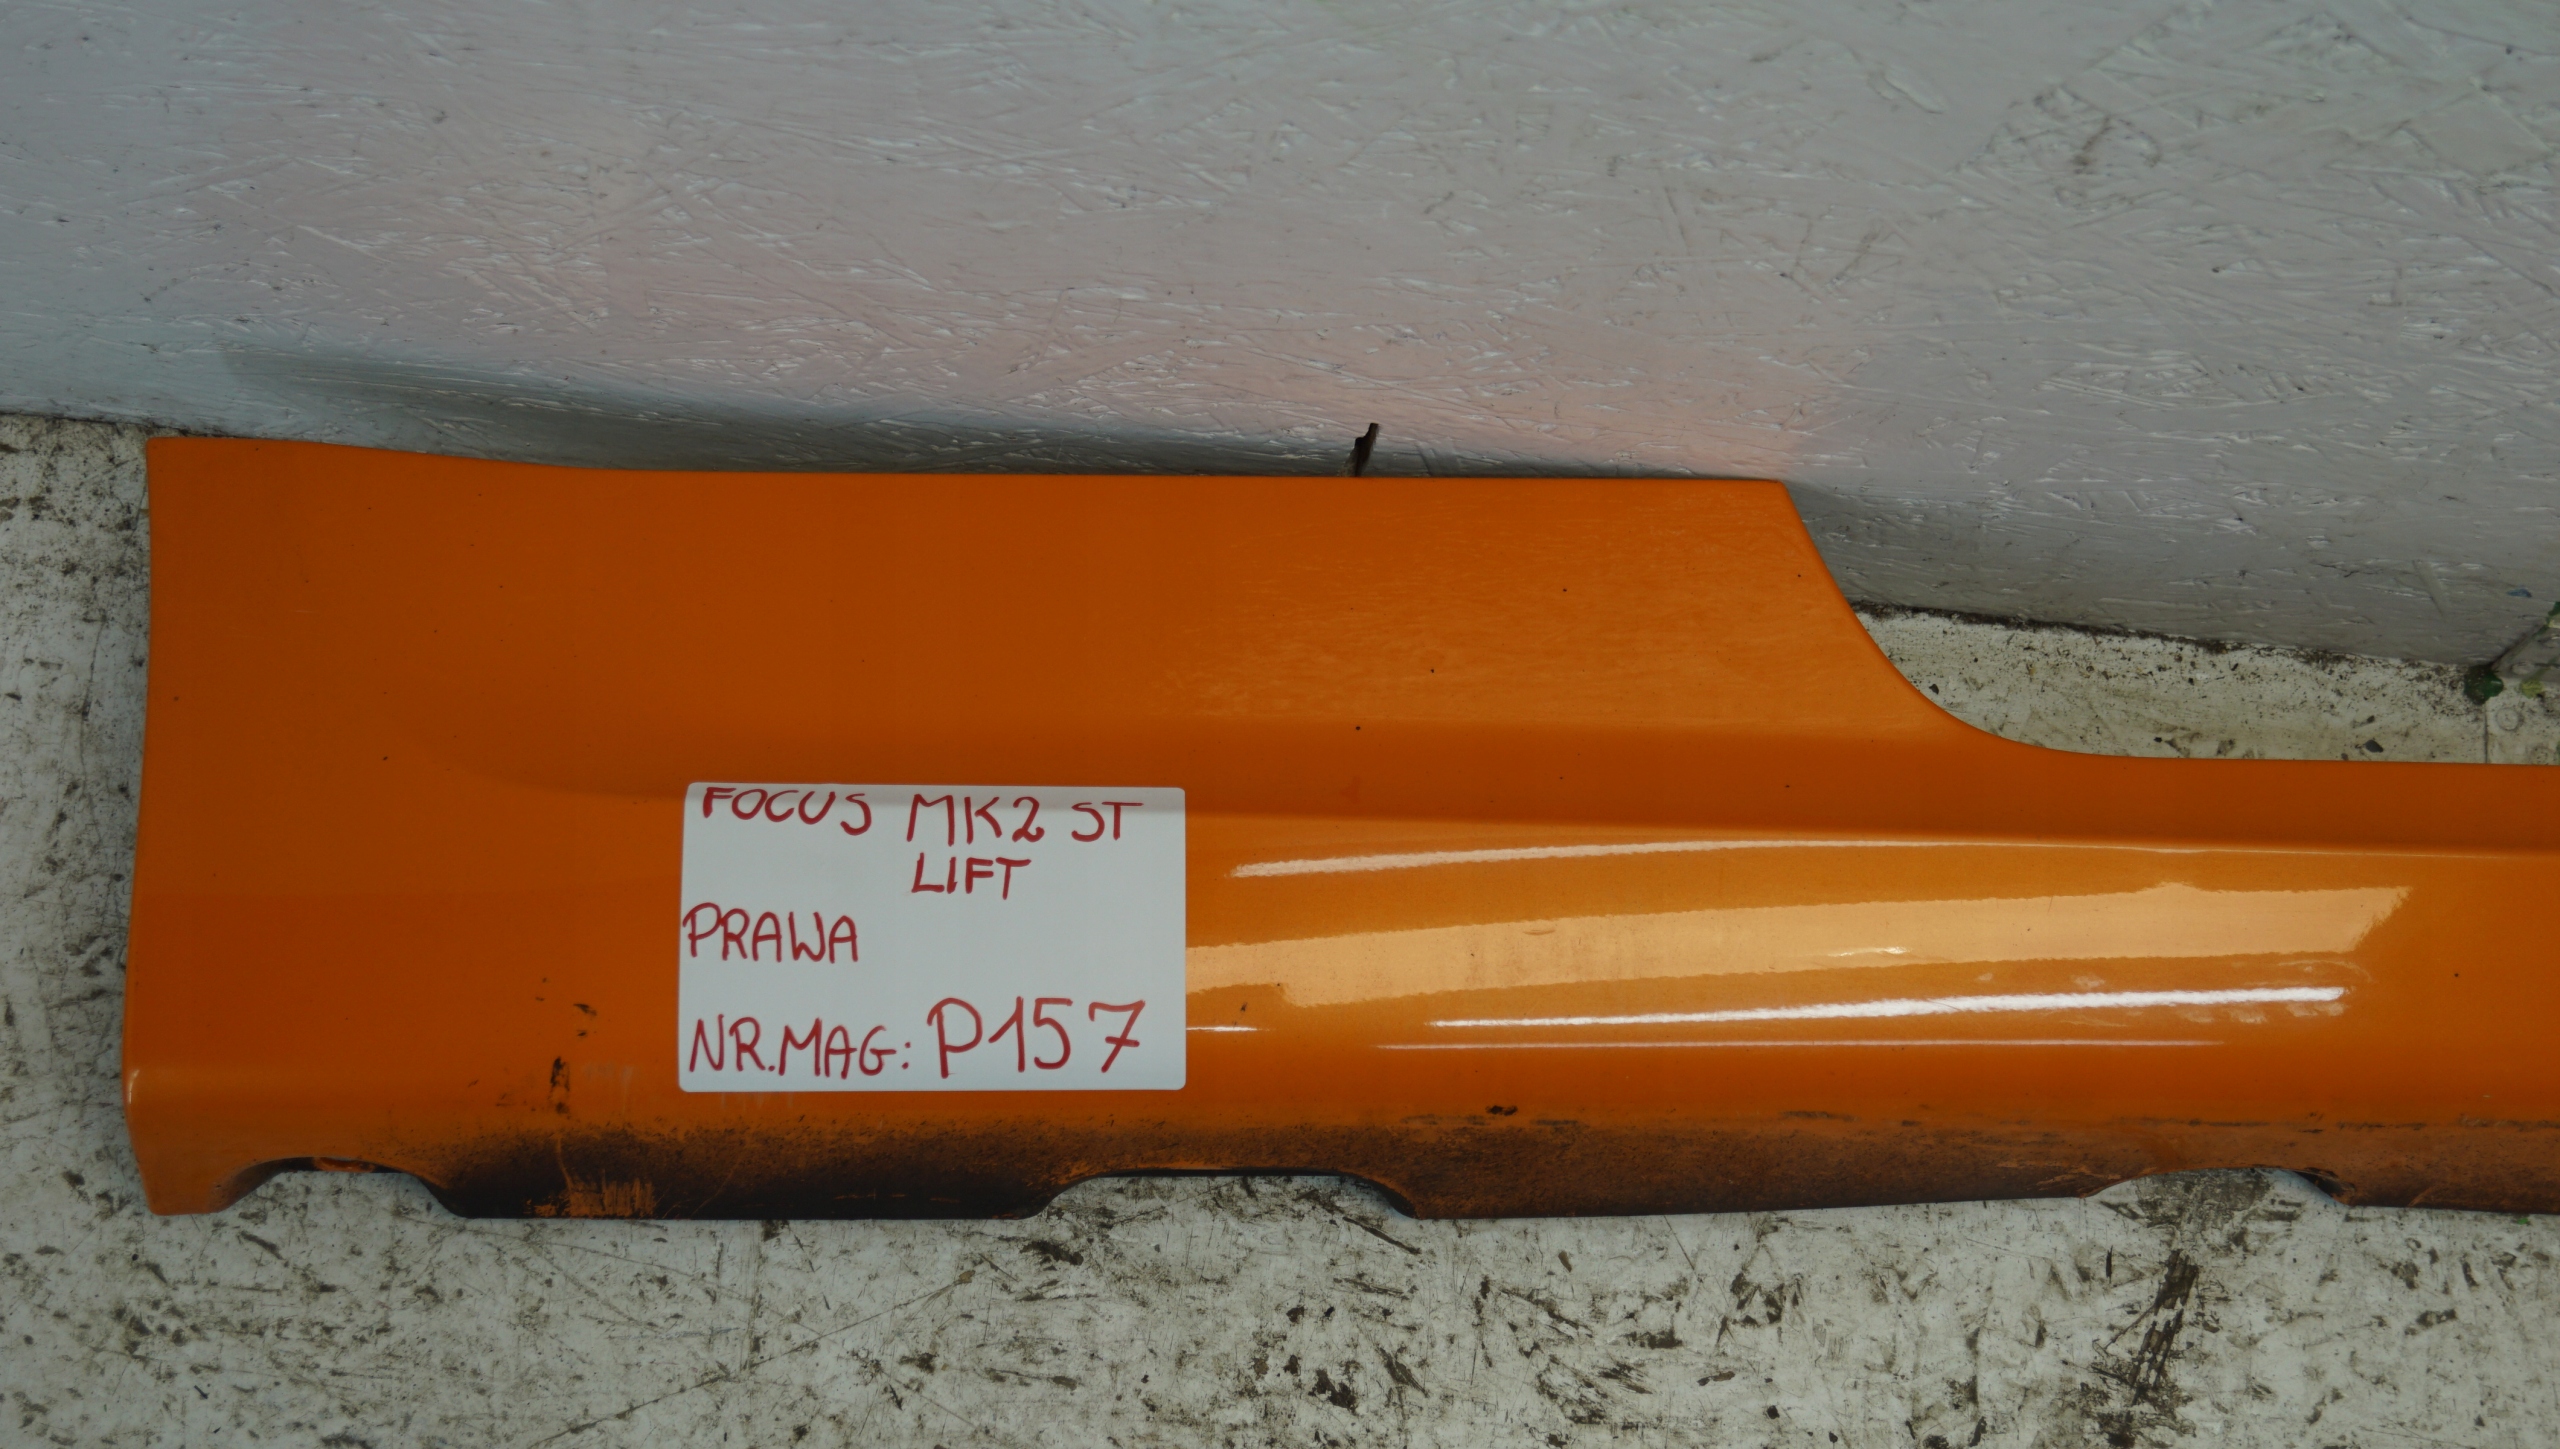 FOCUS MK2 ST
LIFT
PRAWA
NR.MAG: P157